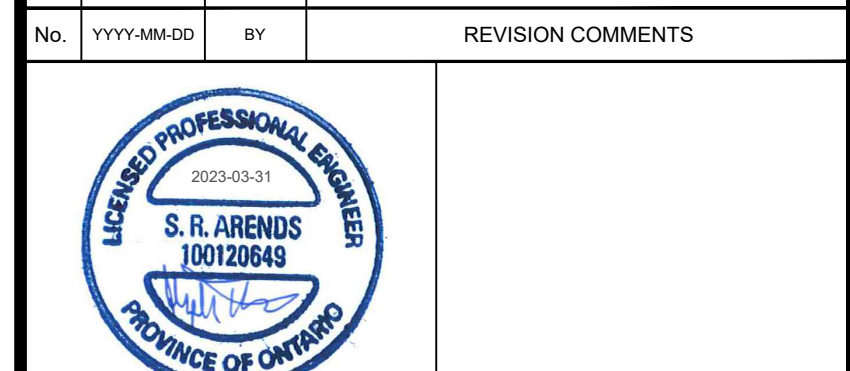 No. YYYY-MM-DD BY REVISION COMMENTS
LICENSED PROFESSIONAL ENGINEER
2023-03-31
S. R. ARENDS
100120649
PROVINCE OF ONTARIO